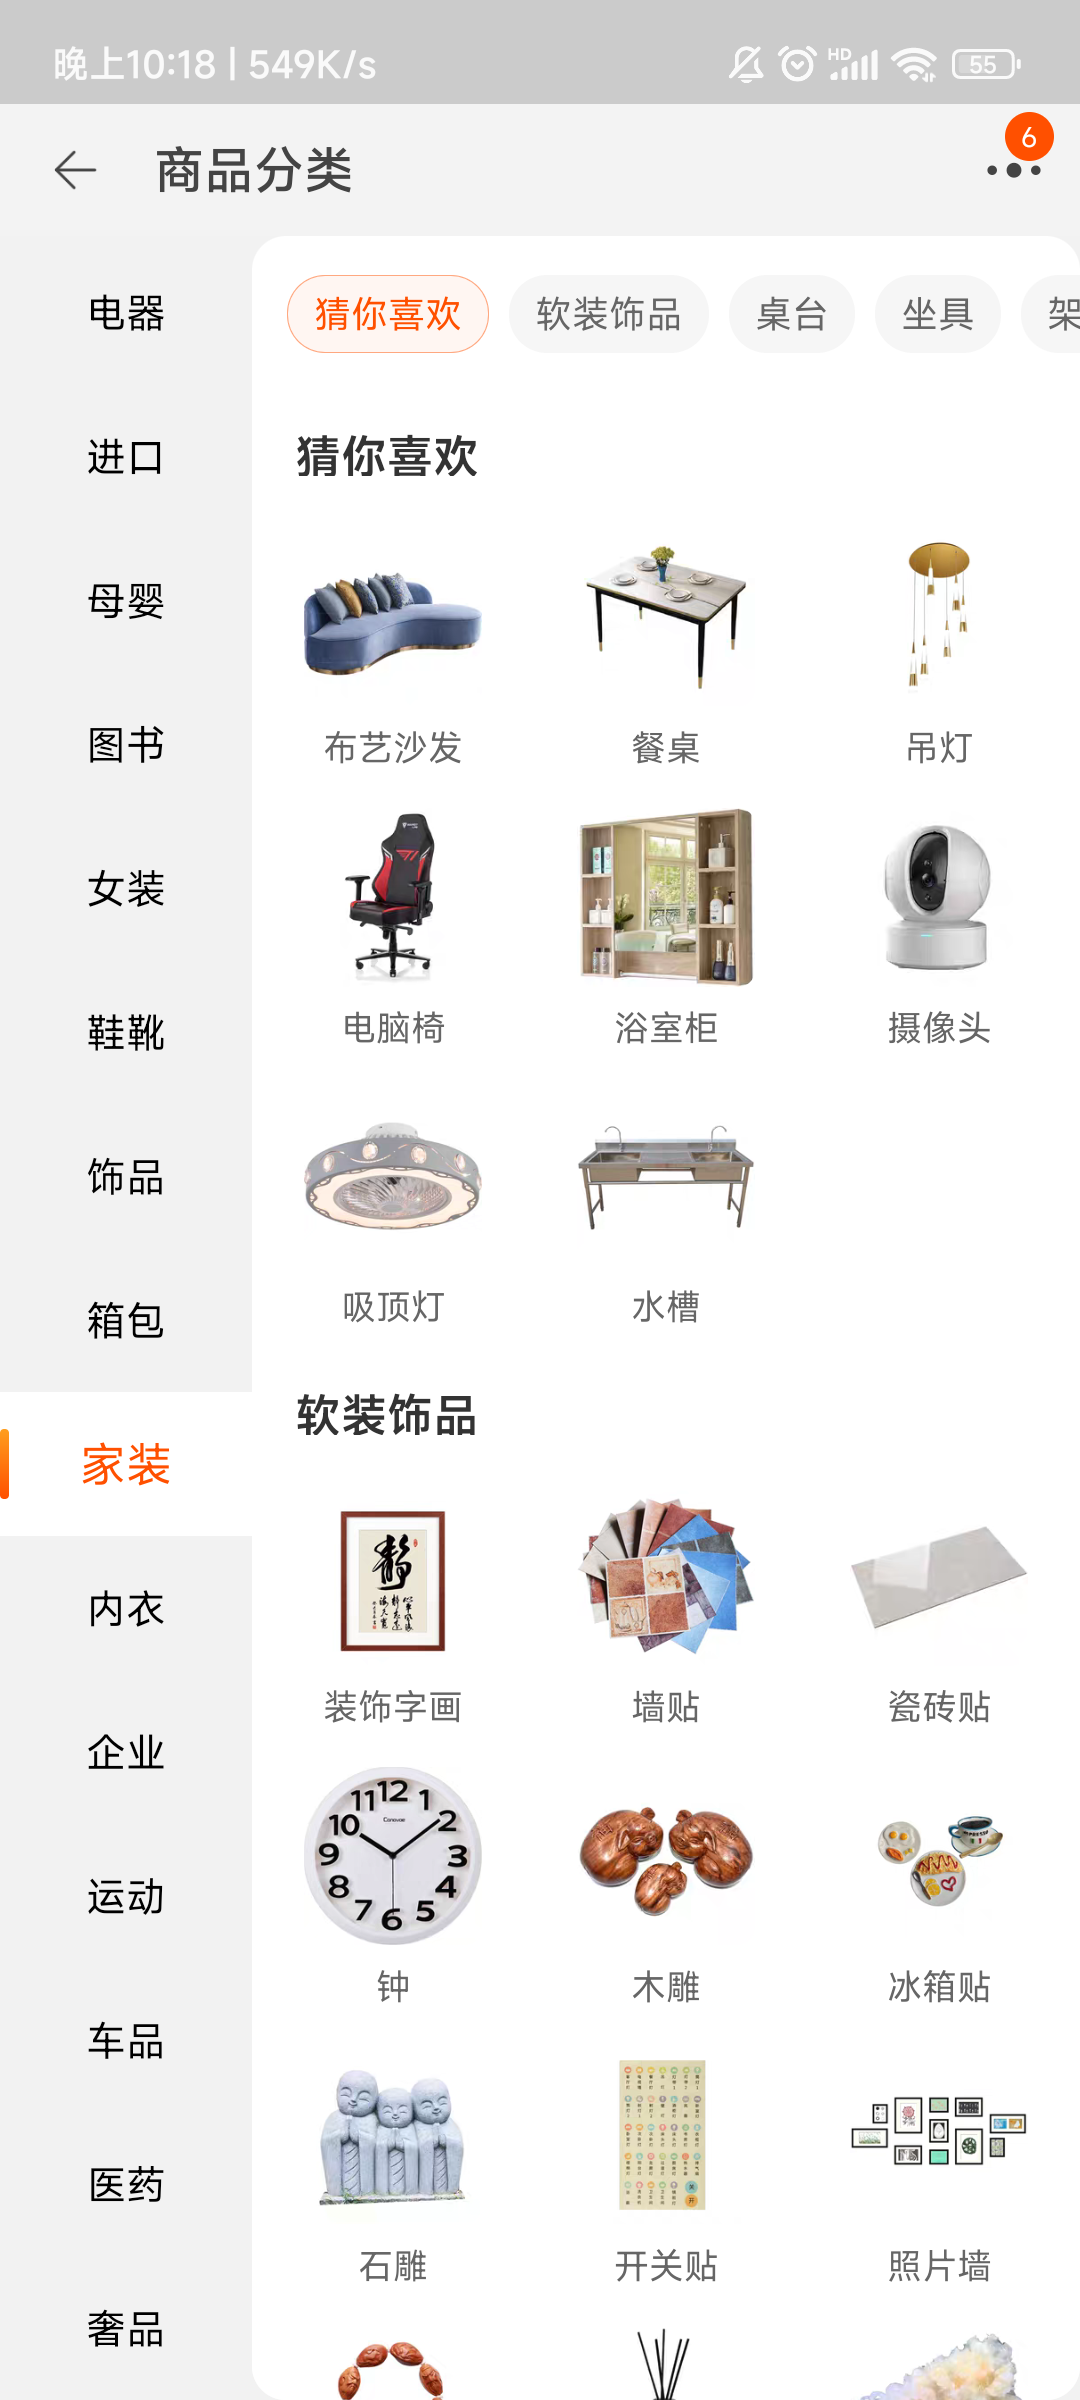 晚上10:18 | 549K/s
HD
55
商品分类
6
电器
进口
母婴
图书
女装
鞋靴
饰品
箱包
家装
内衣
企业
运动
车品
医药
奢品
猜你喜欢
软装饰品
桌台
坐具
架
猜你喜欢
布艺沙发
餐桌
吊灯
电脑椅
浴室柜
摄像头
吸顶灯
水槽
软装饰品
静
装饰字画
墙贴
瓷砖贴
12
1
2
3
4
5
6
7
8
9
10
11
钟
木雕
冰箱贴
石雕
开关贴
照片墙